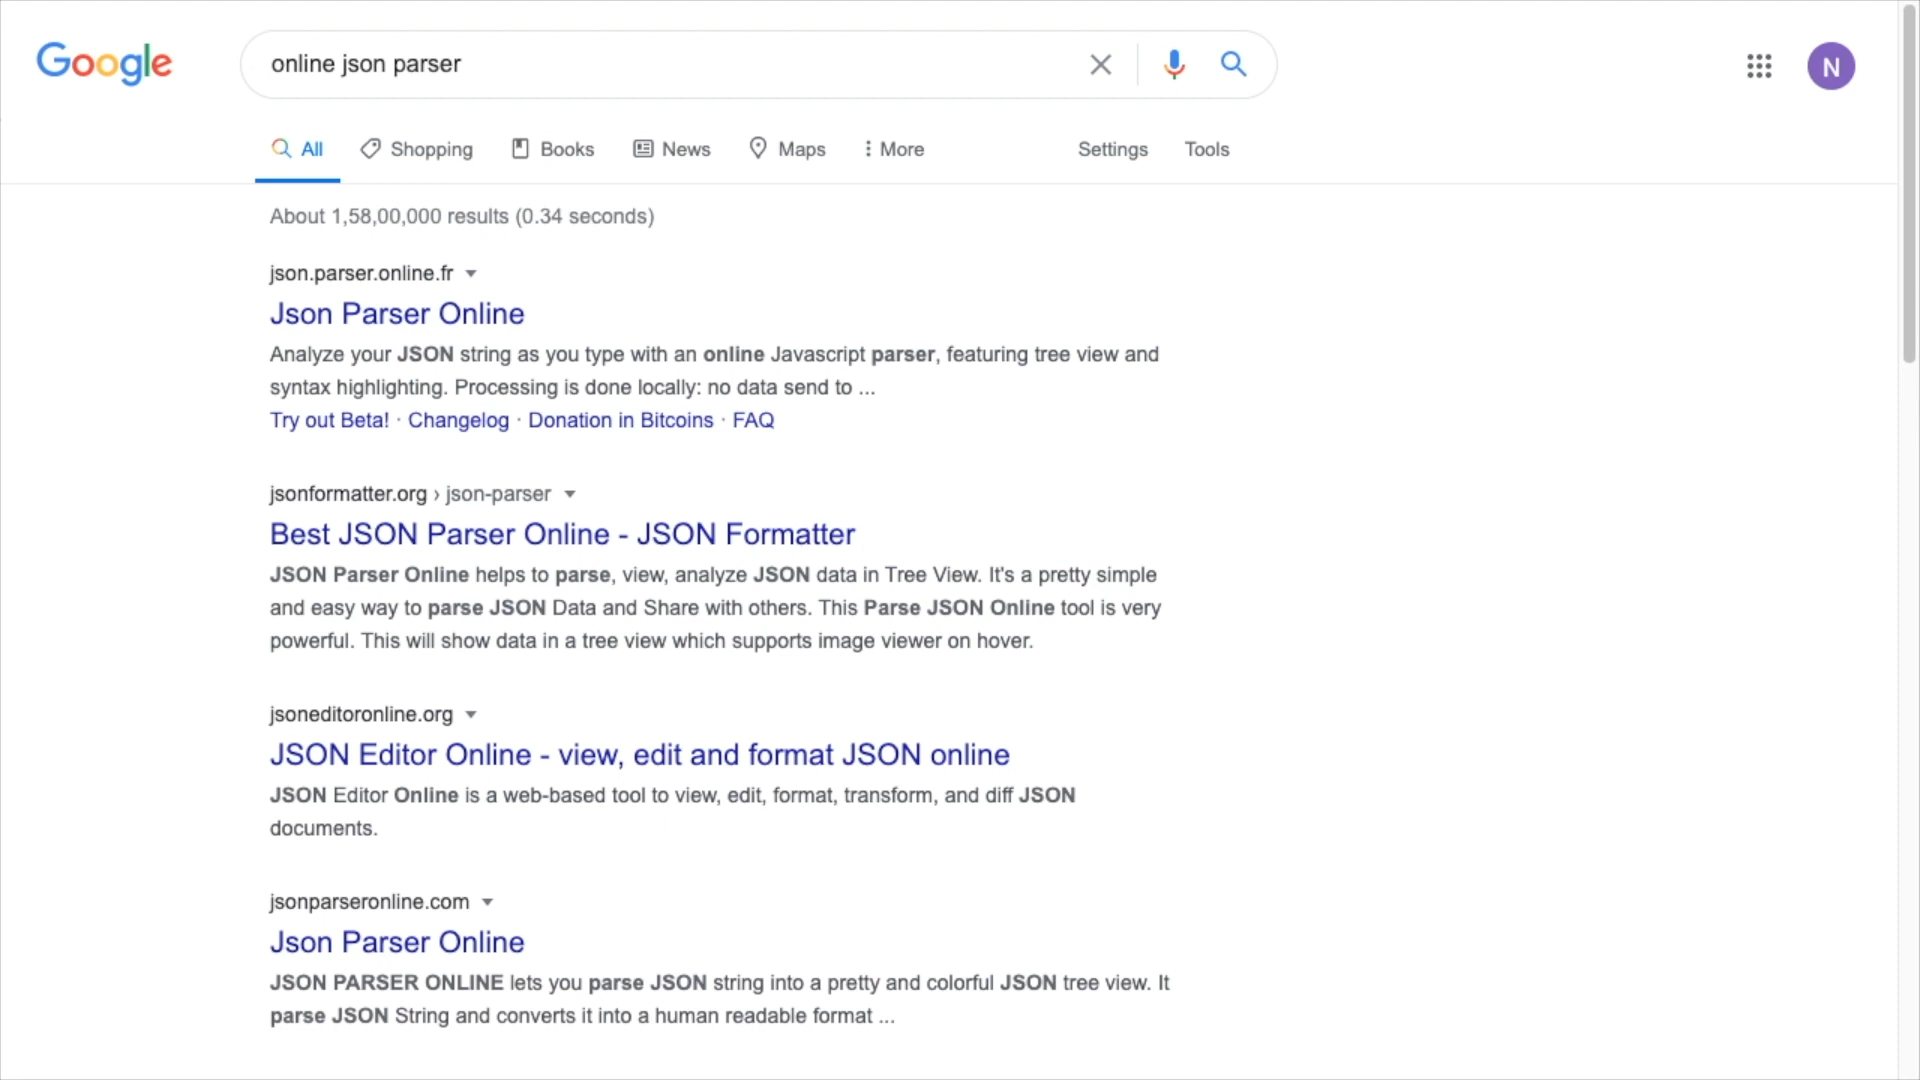 Google
online json parser
N
All
Shopping
Books
News
Maps
More
Settings
Tools
About 1,58,00,000 results (0.34 seconds)
json.parser.online.fr
Json Parser Online
Analyze your JSON string as you type with an online Javascript parser, featuring tree view and
syntax highlighting. Processing is done locally: no data send to ...
Try out Beta! · Changelog · Donation in Bitcoins · FAQ
jsonformatter.org › json-parser
Best JSON Parser Online - JSON Formatter
JSON Parser Online helps to parse, view, analyze JSON data in Tree View. It's a pretty simple
and easy way to parse JSON Data and Share with others. This Parse JSON Online tool is very
powerful. This will show data in a tree view which supports image viewer on hover.
jsoneditoronline.org
JSON Editor Online - view, edit and format JSON online
JSON Editor Online is a web-based tool to view, edit, format, transform, and diff JSON
documents.
jsonparseronline.com
Json Parser Online
JSON PARSER ONLINE lets you parse JSON string into a pretty and colorful JSON tree view. It
parse JSON String and converts it into a human readable format ...